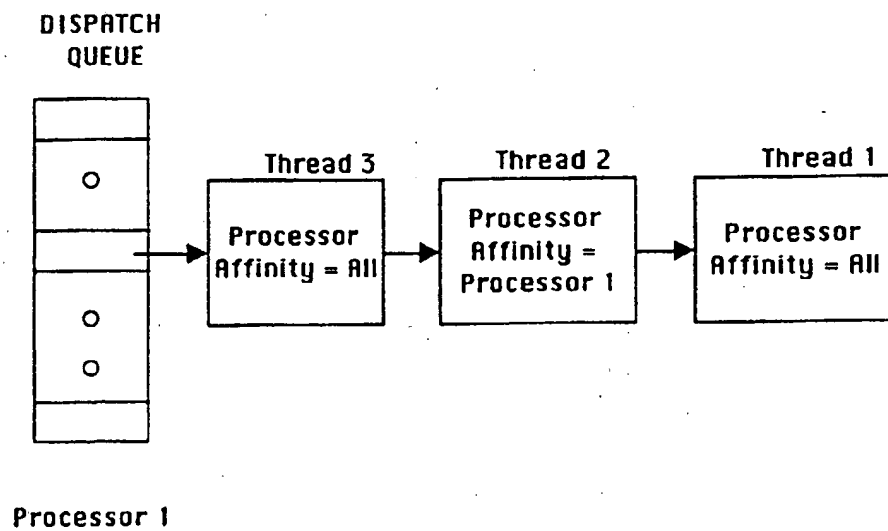 DISPATCH
QUEUE
Thread 3
Processor
Affinity = All
Thread 2
Processor
Affinity =
Processor 1
Thread 1
Processor
Affinity = All
Processor 1